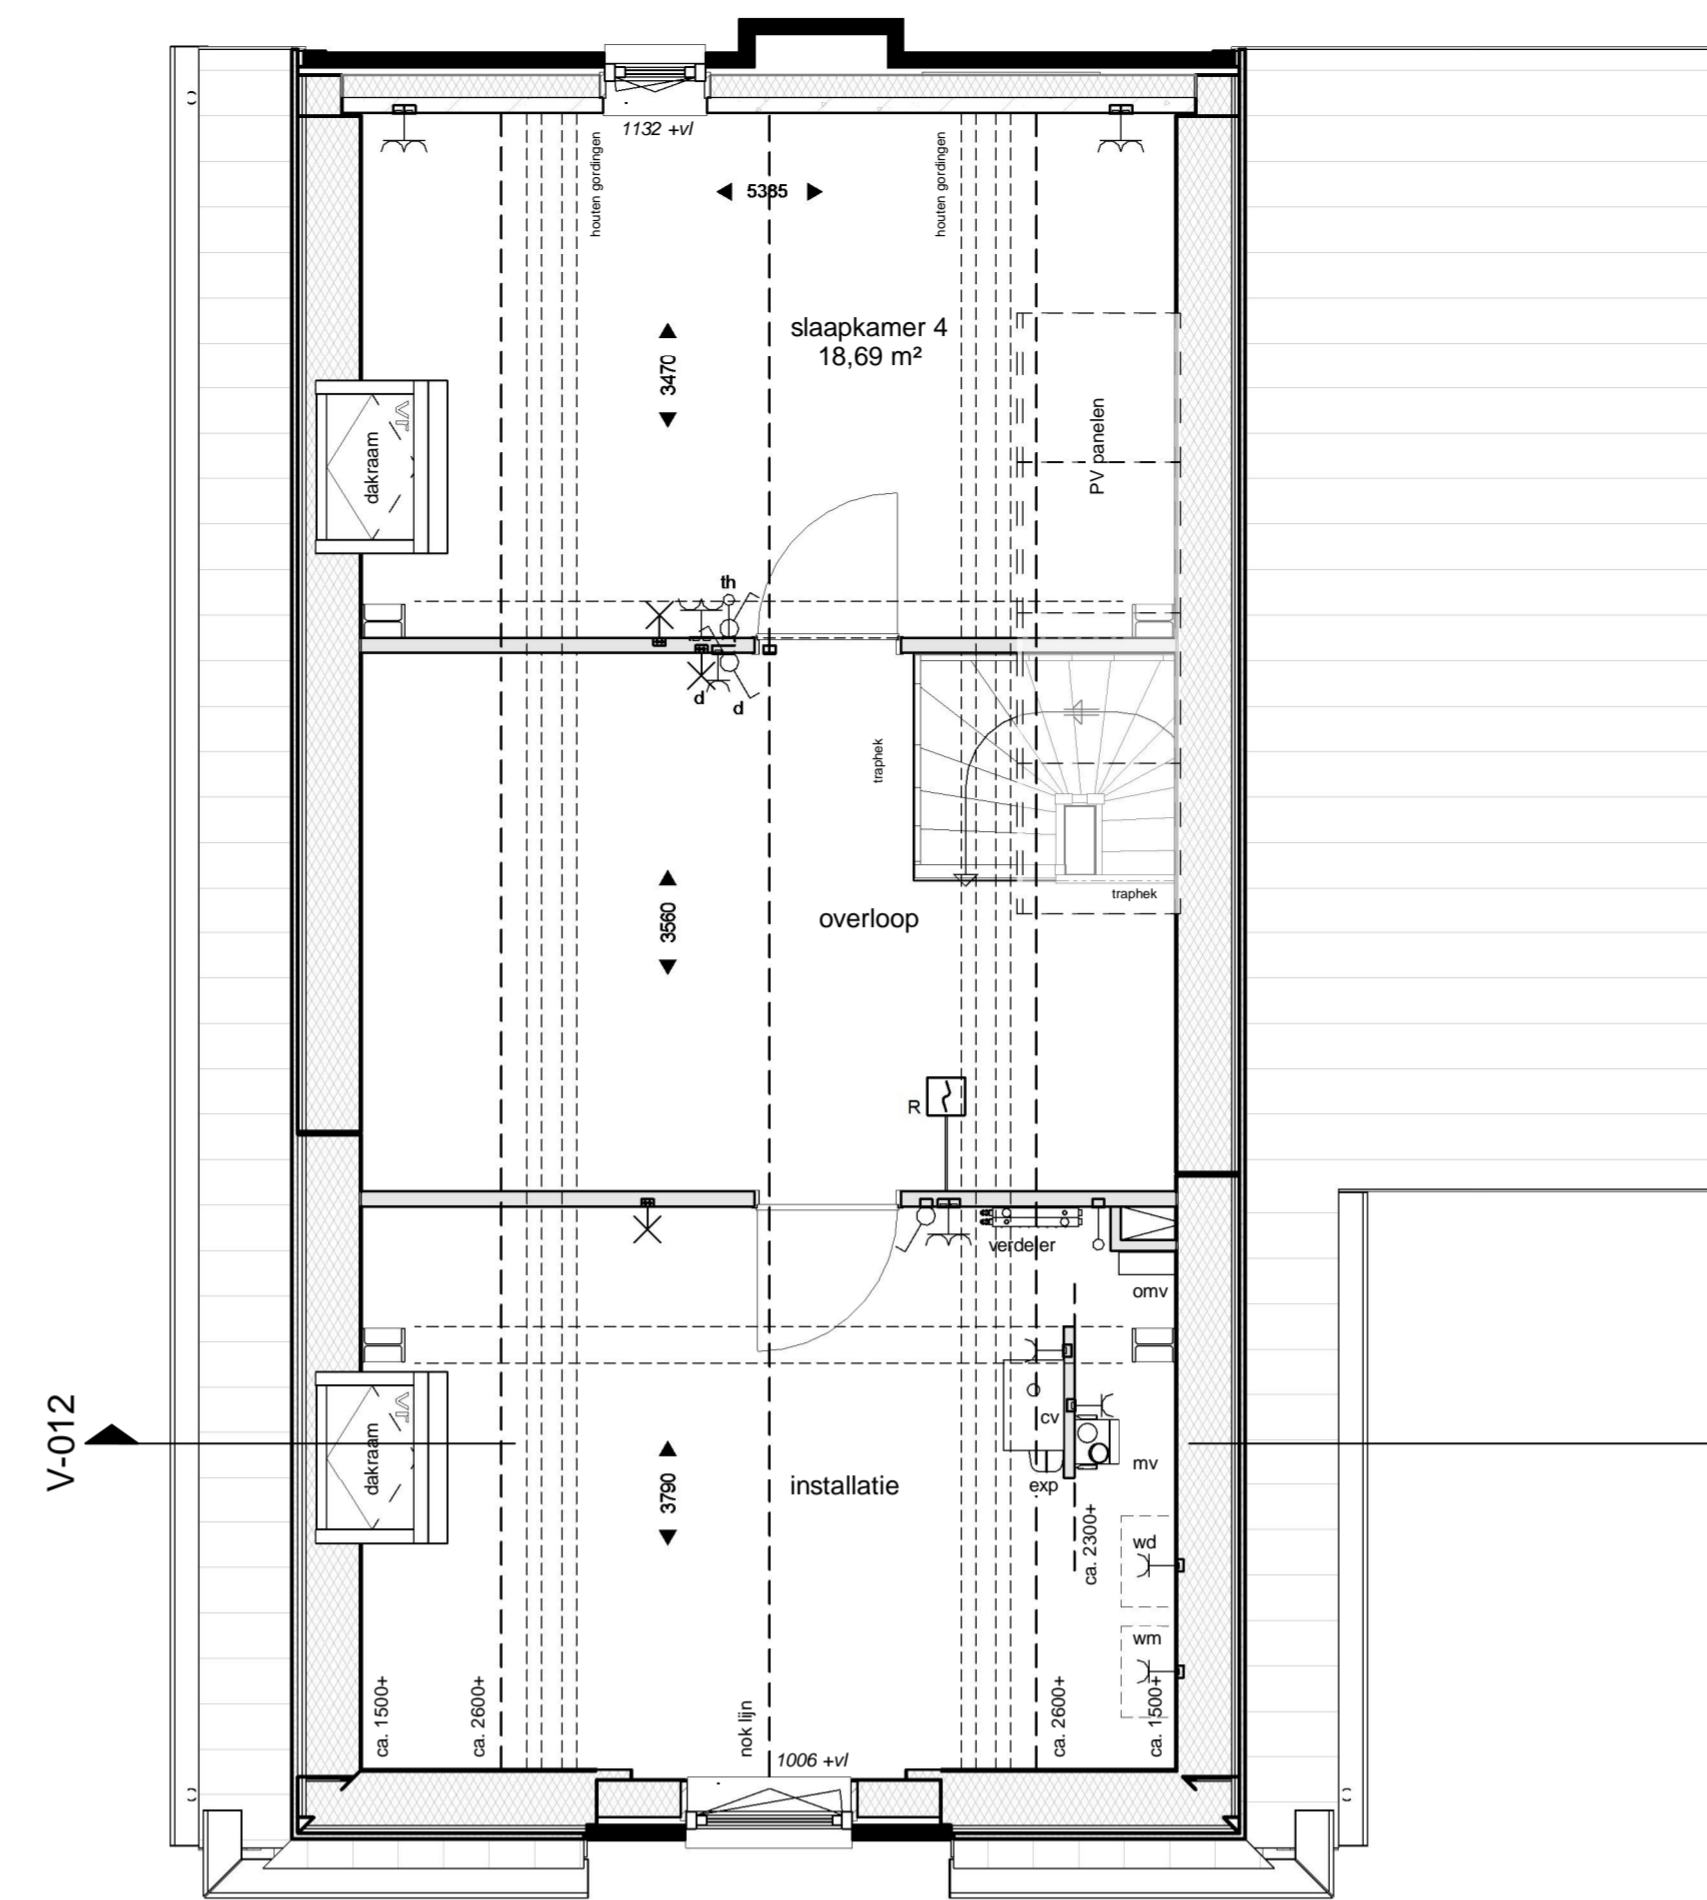 1132 +vl
houten gordingen
houten gordingen
5385
slaapkamer 4
18,69 m²
3470
PV panelen
dakraam
vr
th
d
d
traphek
traphek
3560
overloop
R
verdeler
omv
V-012
dakraam
vr
cv
mv
exp
3790
installatie
ca. 2300+
wd
wm
ca. 1500+
ca. 2600+
nok lijn
ca. 2600+
ca. 1500+
1006 +vl